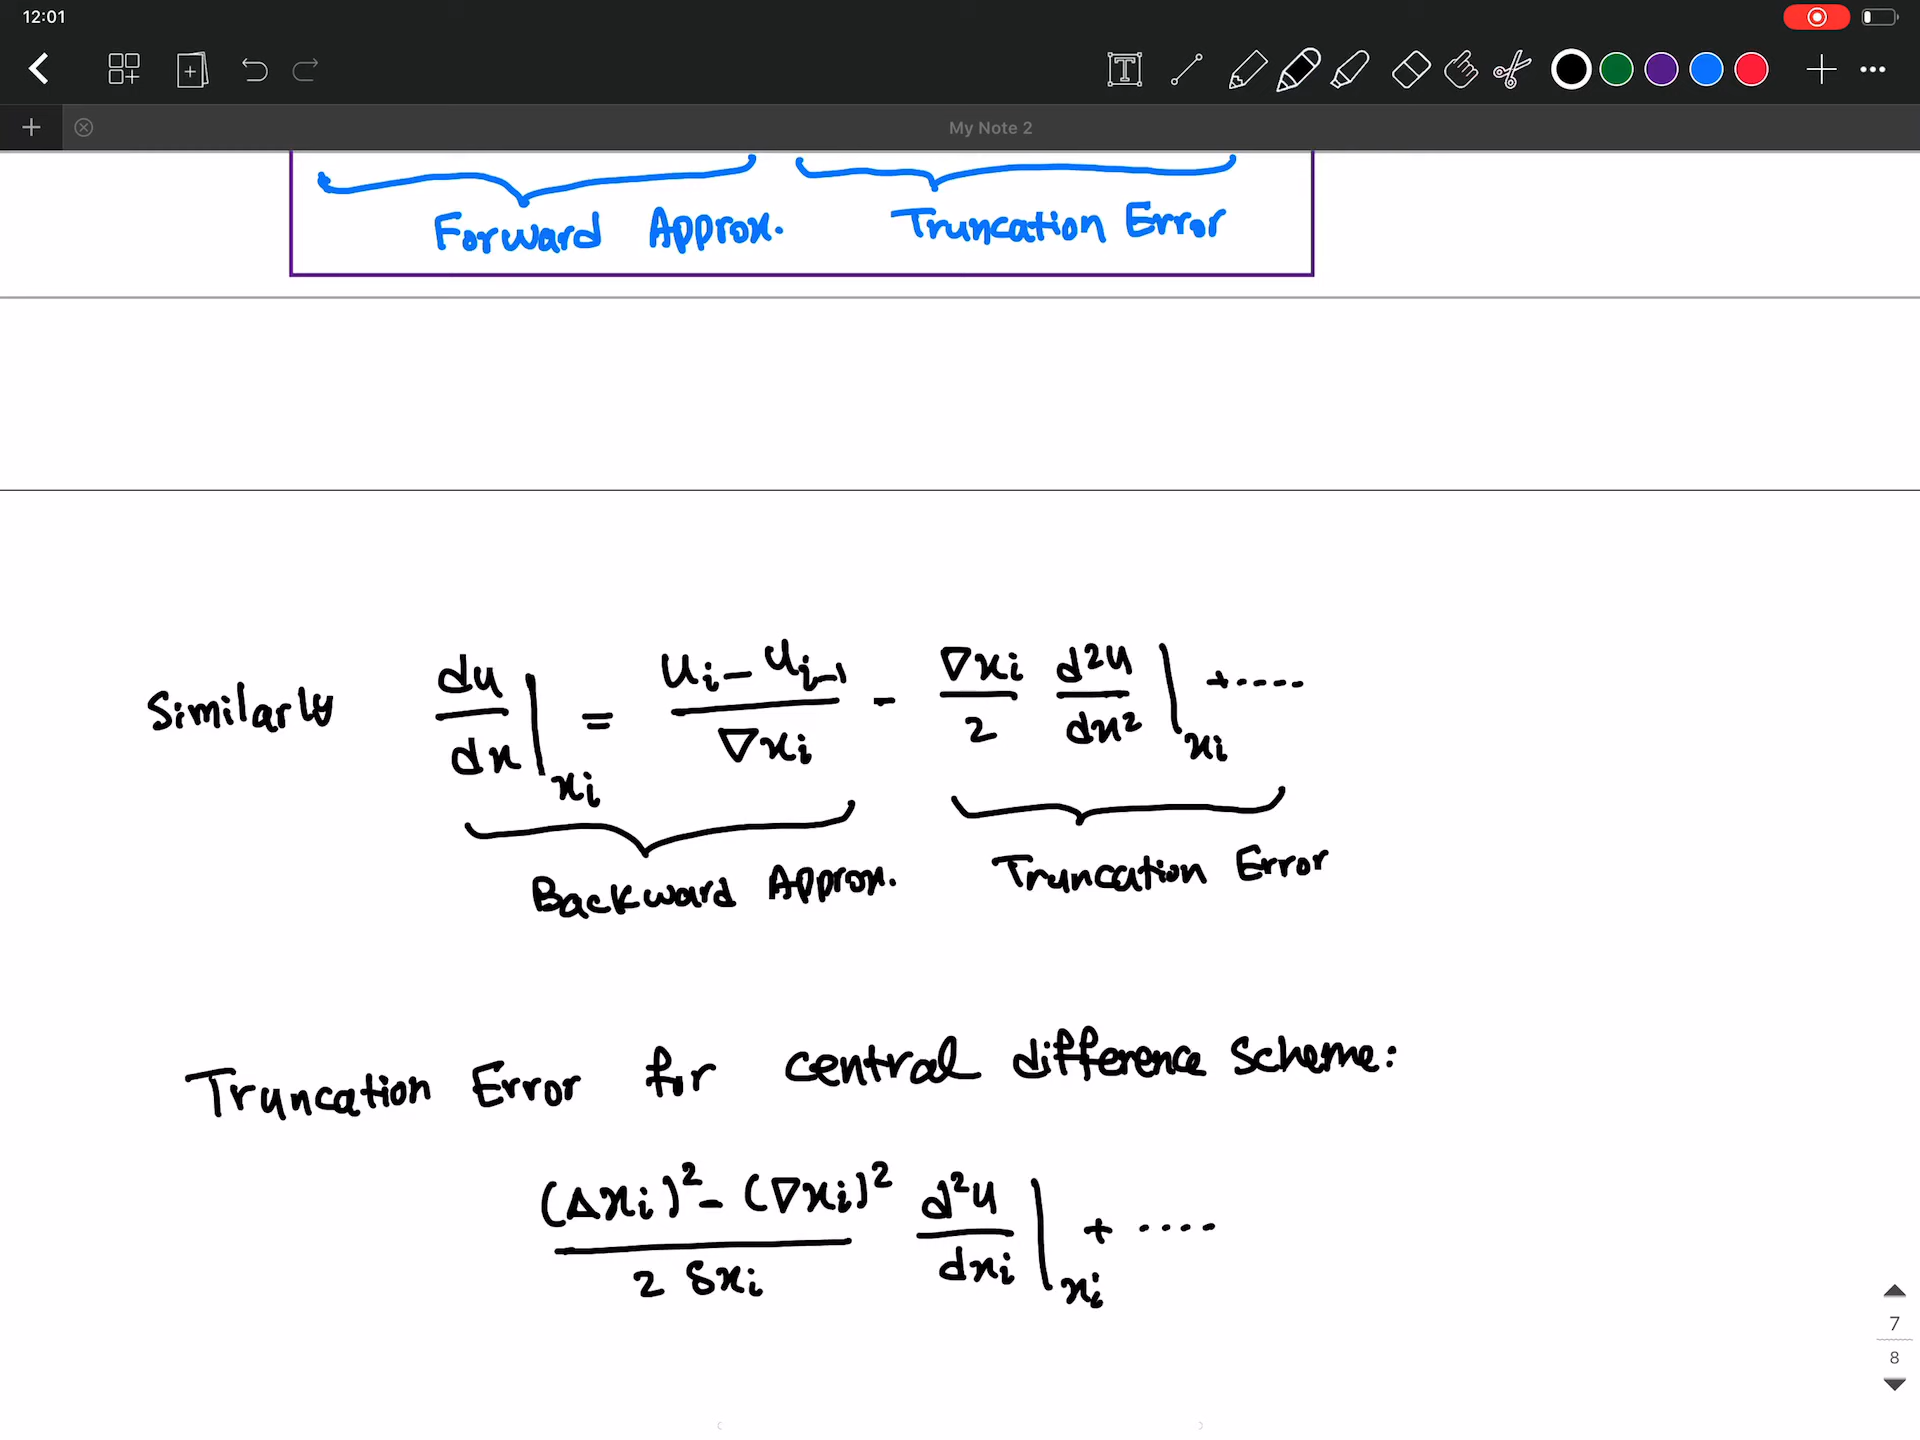 12:01
T
My Note 2
Forward Approx. Truncation Error
Similarly du/dx|xi = (ui - ui-1)/∇xi - ∇xi/2 d²u/dx²|xi + .....
Backward Approx. Truncation Error
Truncation Error for central difference Scheme:
((Δxi)² - (∇xi)²)/(2 δxi) d²u/dxi|xi + ....
7
8